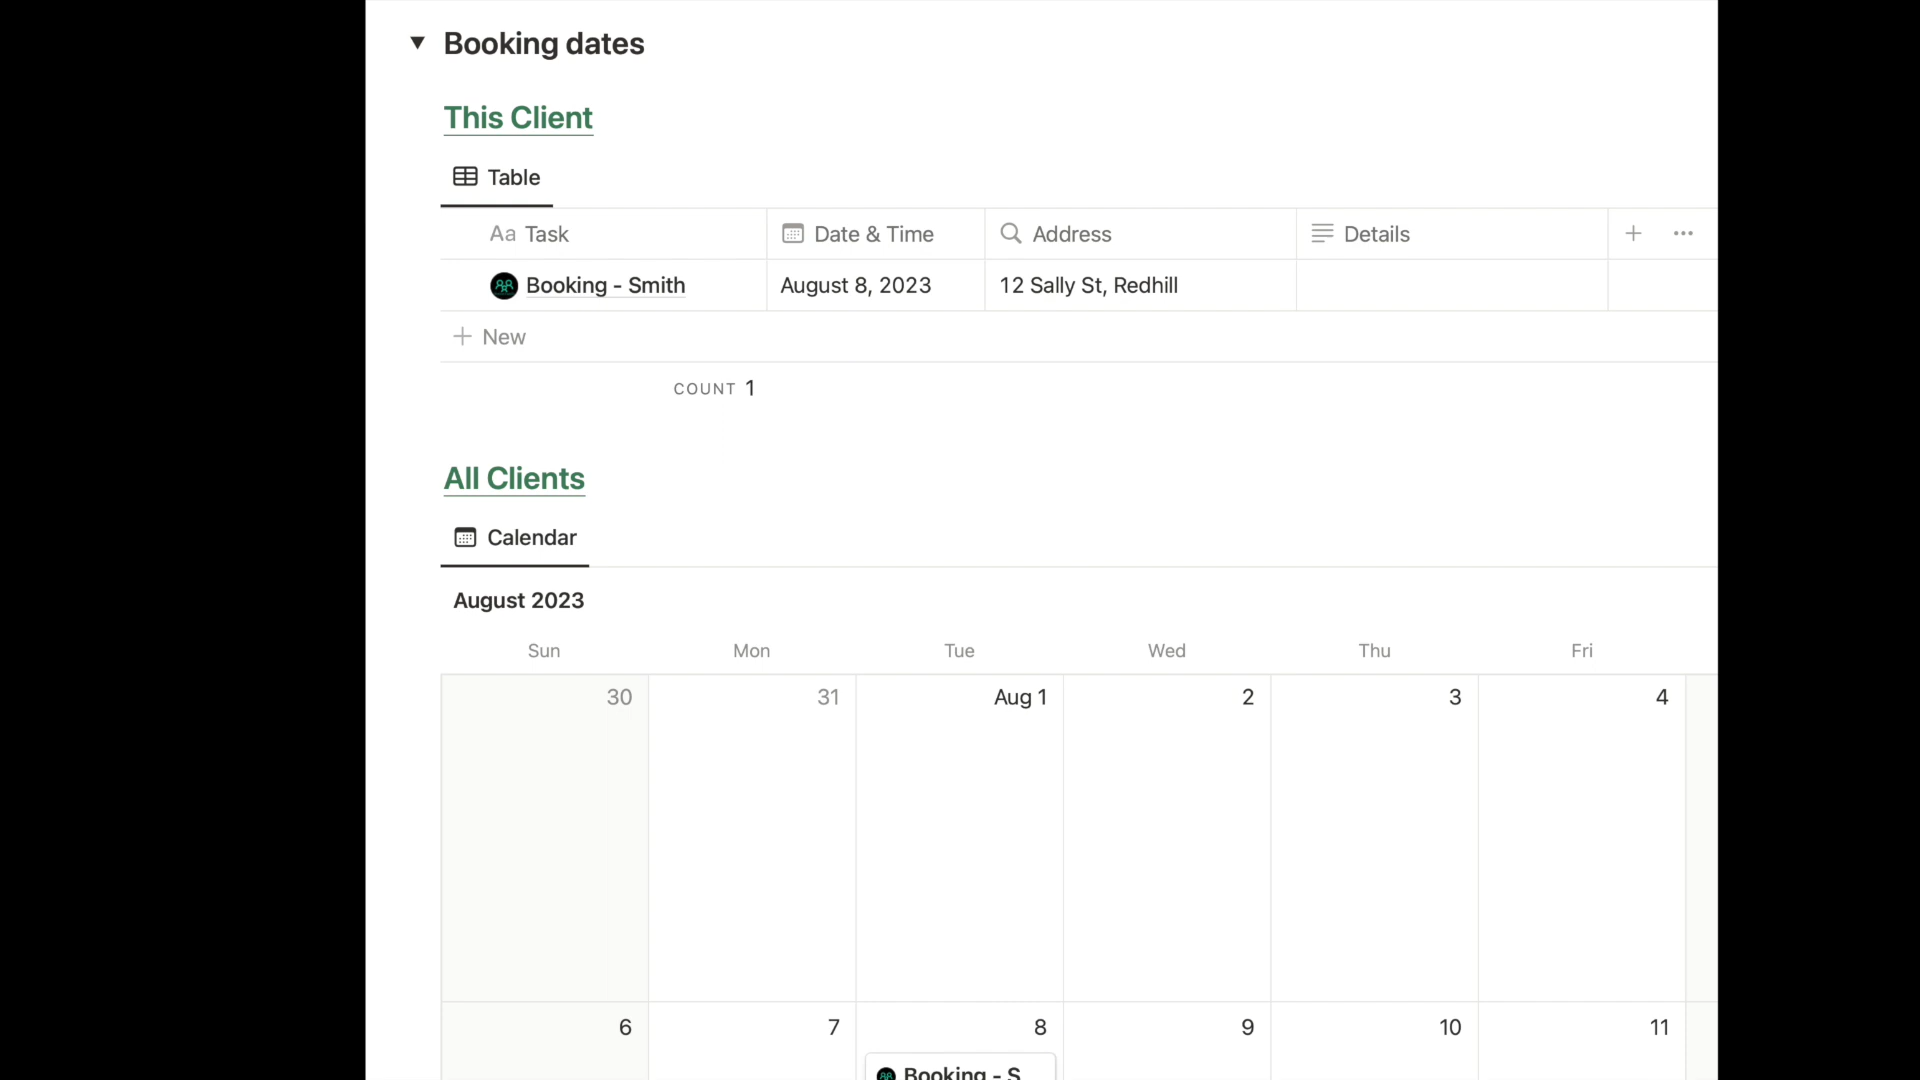 Booking dates
This Client
Table
Aa Task Date & Time Address Details
Booking - Smith August 8, 2023 12 Sally St, Redhill
New
COUNT 1
All Clients
Calendar
August 2023
Sun Mon Tue Wed Thu Fri
30 31 Aug 1 2 3 4
6 7 8 9 10 11
Booking - S